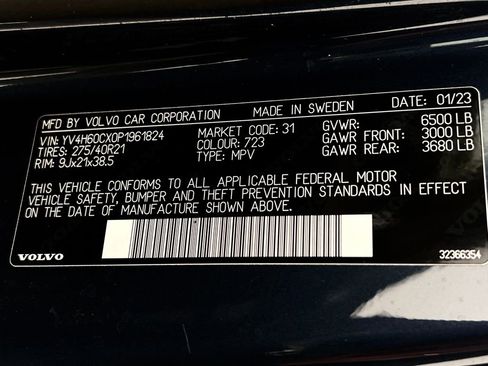 MFD BY VOLVO CAR CORPORATION MADE IN SWEDEN DATE: 01/23
VIN: YV4H60CX0P1961824 MARKET CODE: 31 GVWR: 6500 LB
TIRES: 275/40R21 COLOUR: 723 GAWR FRONT: 3000 LB
RIM: 9Jx21x38.5 TYPE: MPV GAWR REAR: 3680 LB
THIS VEHICLE CONFORMS TO ALL APPLICABLE FEDERAL MOTOR
VEHICLE SAFETY, BUMPER AND THEFT PREVENTION STANDARDS IN EFFECT
ON THE DATE OF MANUFACTURE SHOWN ABOVE.
VOLVO 32366354